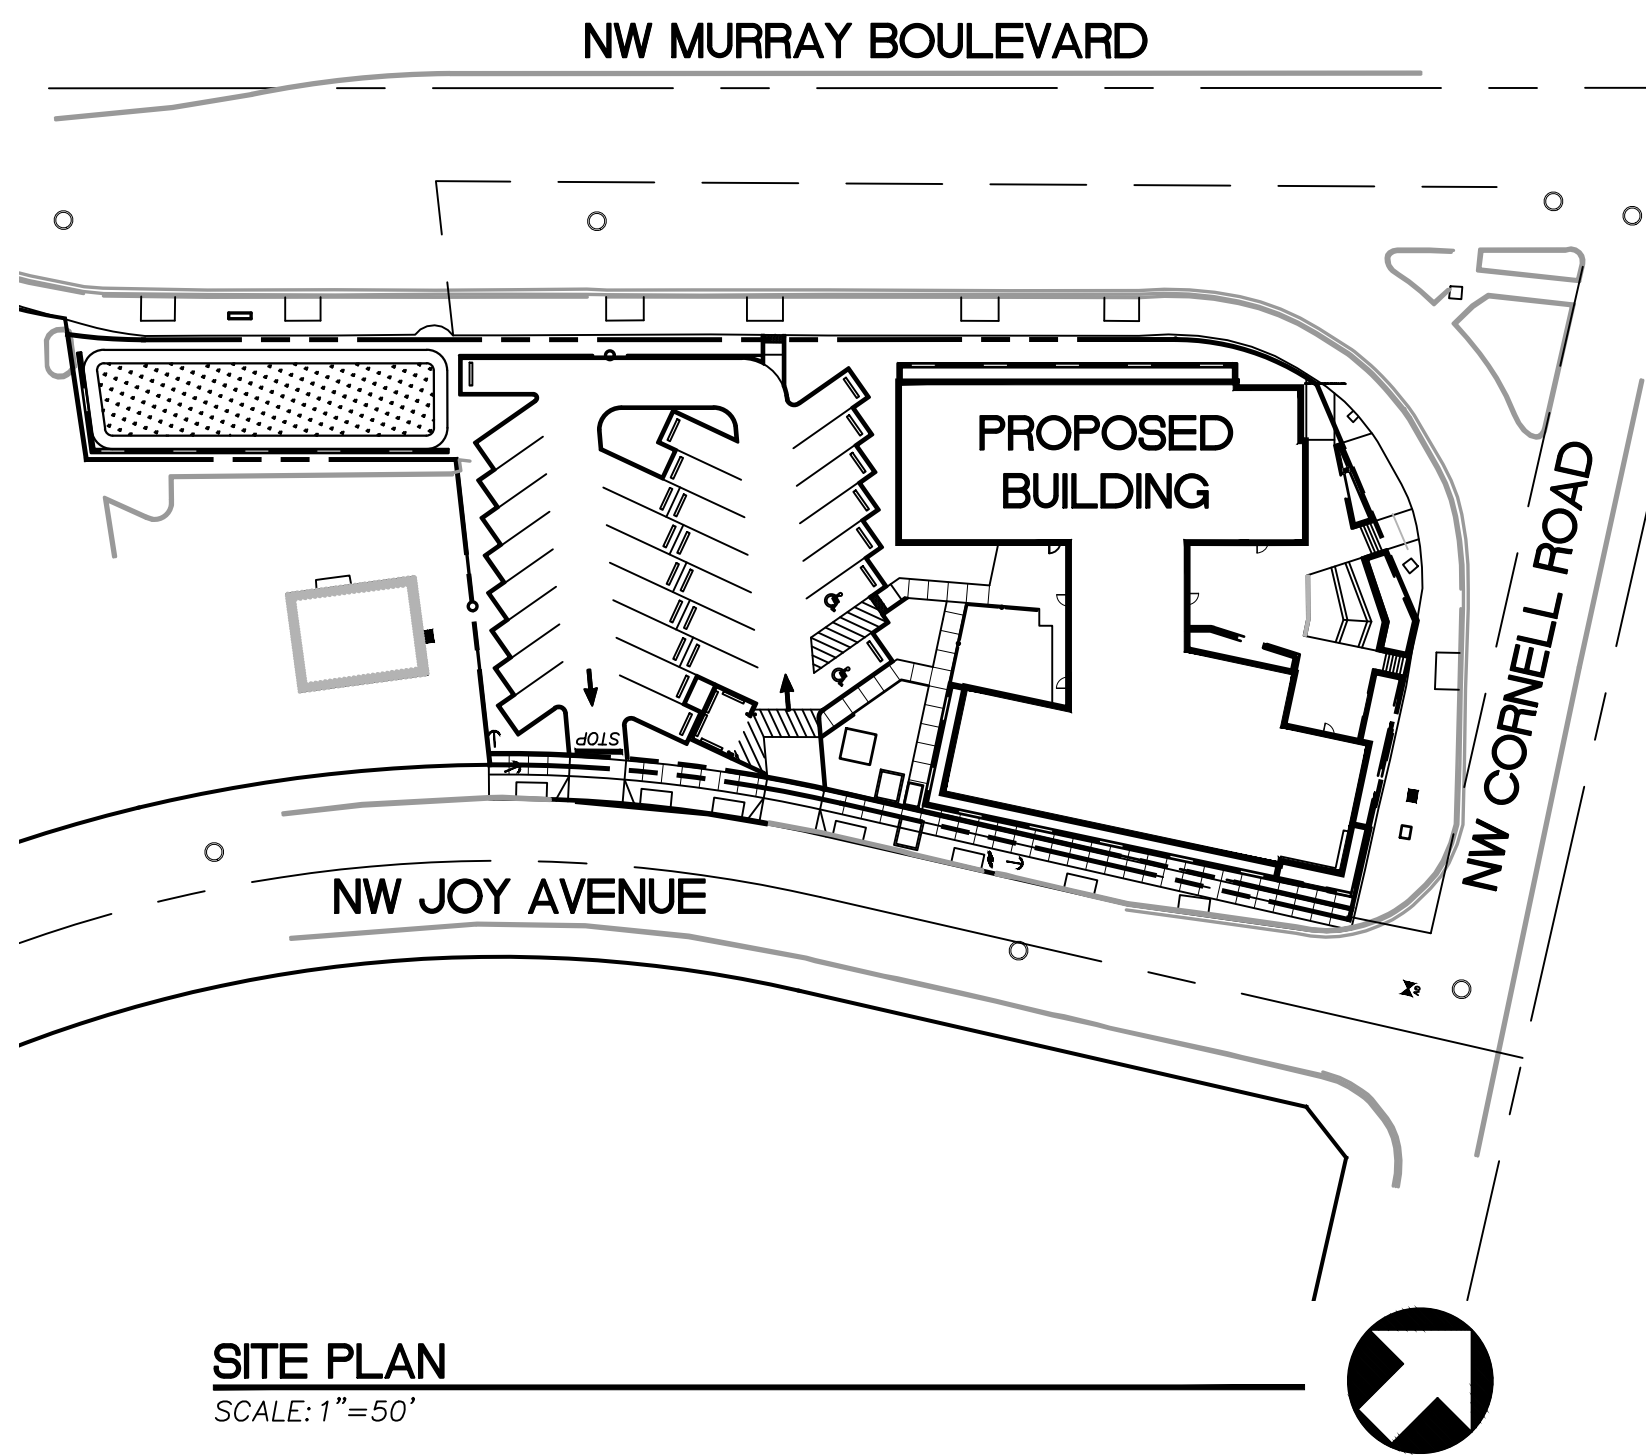 NW MURRAY BOULEVARD
PROPOSED
BUILDING
NW CORNELL ROAD
STOP
NW JOY AVENUE
SITE PLAN
SCALE: 1"=50'